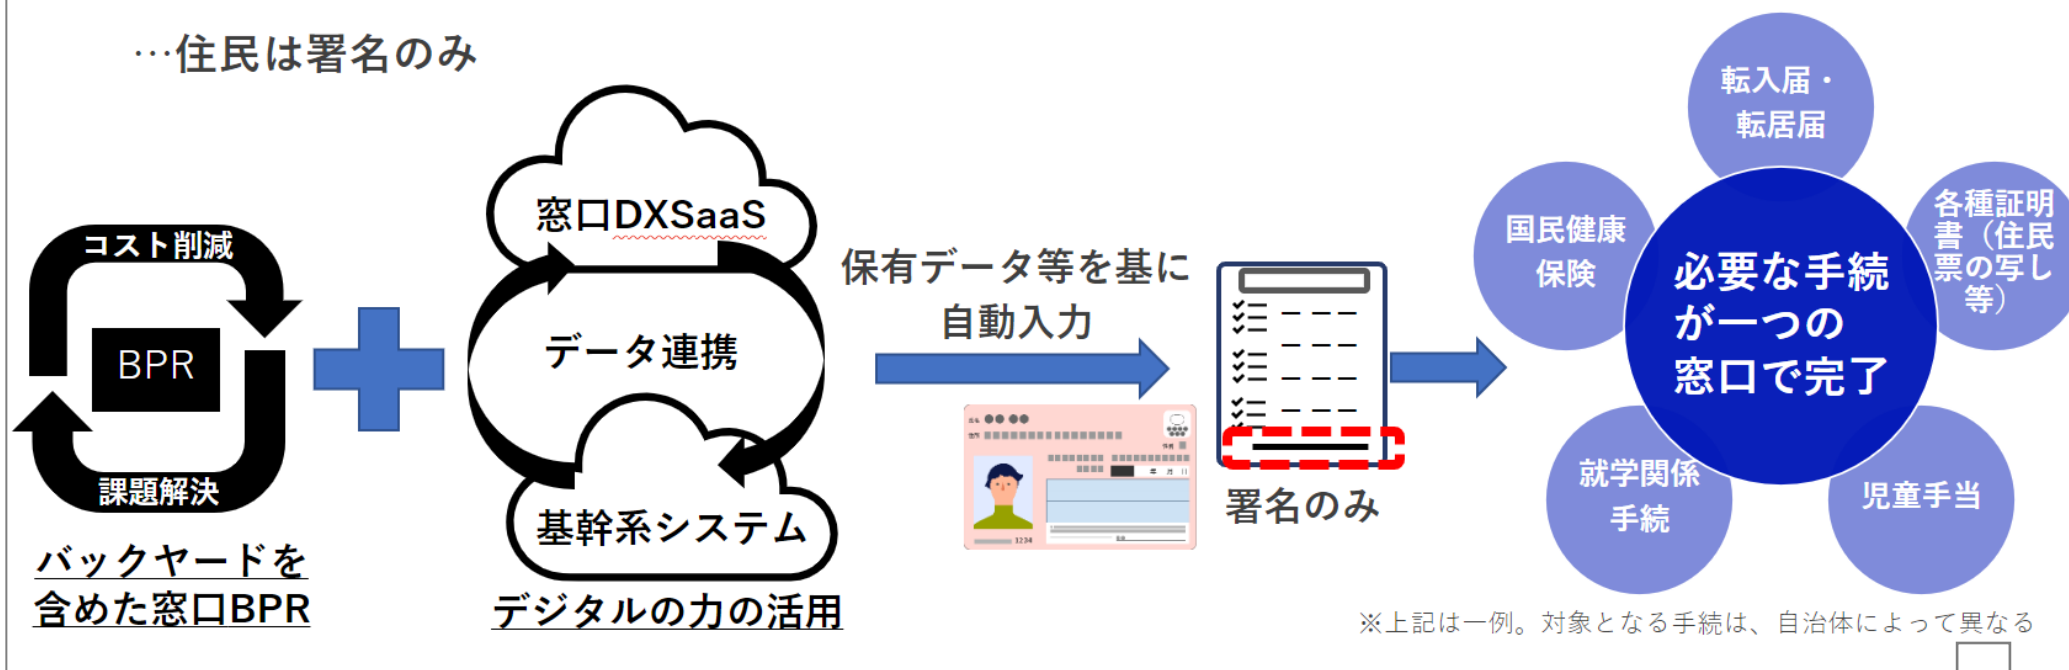 …住民は署名のみ
コスト削減
BPR
課題解決
バックヤードを
含めた窓口BPR
窓口DXSaaS
データ連携
基幹系システム
デジタルの力の活用
保有データ等を基に
自動入力
1234
署名のみ
転入届・
転居届
国民健康
保険
各種証明
書（住民
票の写し
等）
必要な手続
が一つの
窓口で完了
就学関係
手続
児童手当
※上記は一例。対象となる手続は、自治体によって異なる